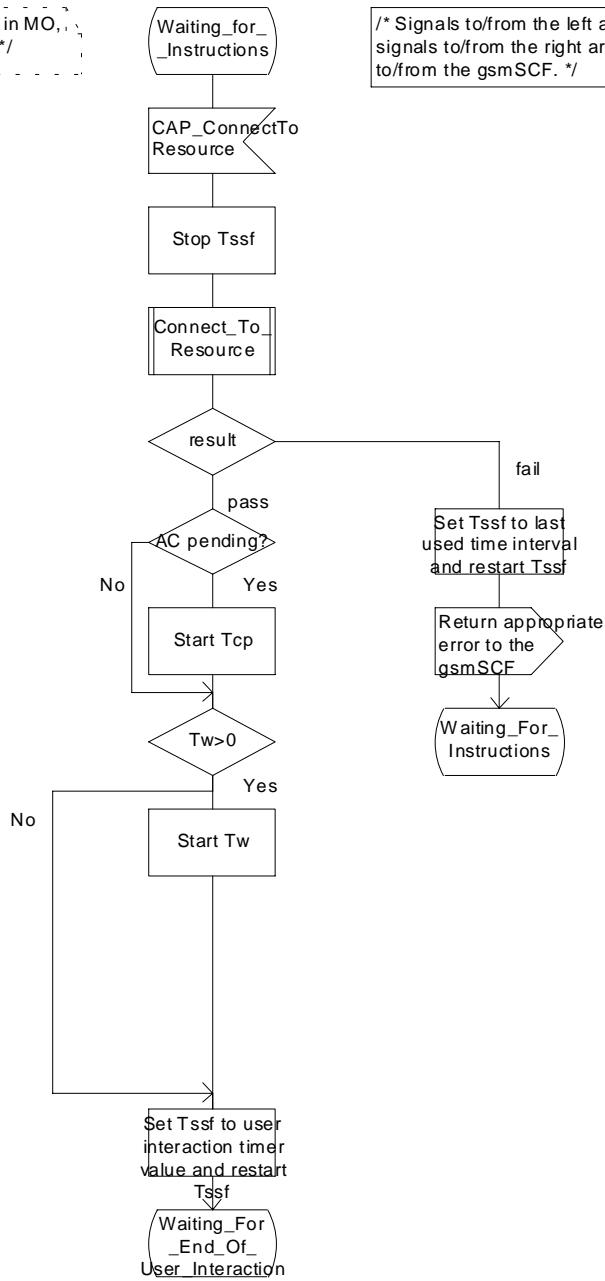 in MO,
*/
Waiting_for_
_Instructions
/* Signals to/from the left a
signals to/from the right ar
to/from the gsmSCF. */
CAP_ConnectTo
Resource
Stop Tssf
Connect_To_
Resource
result
fail
pass
Set Tssf to last
used time interval
and restart Tssf
AC pending?
No
Yes
Start Tcp
Return appropriate
error to the
gsmSCF
Waiting_For_
Instructions
Tw>0
Yes
No
Start Tw
Set Tssf to user
interaction timer
value and restart
Tssf
Waiting_For
_End_Of_
User_Interaction